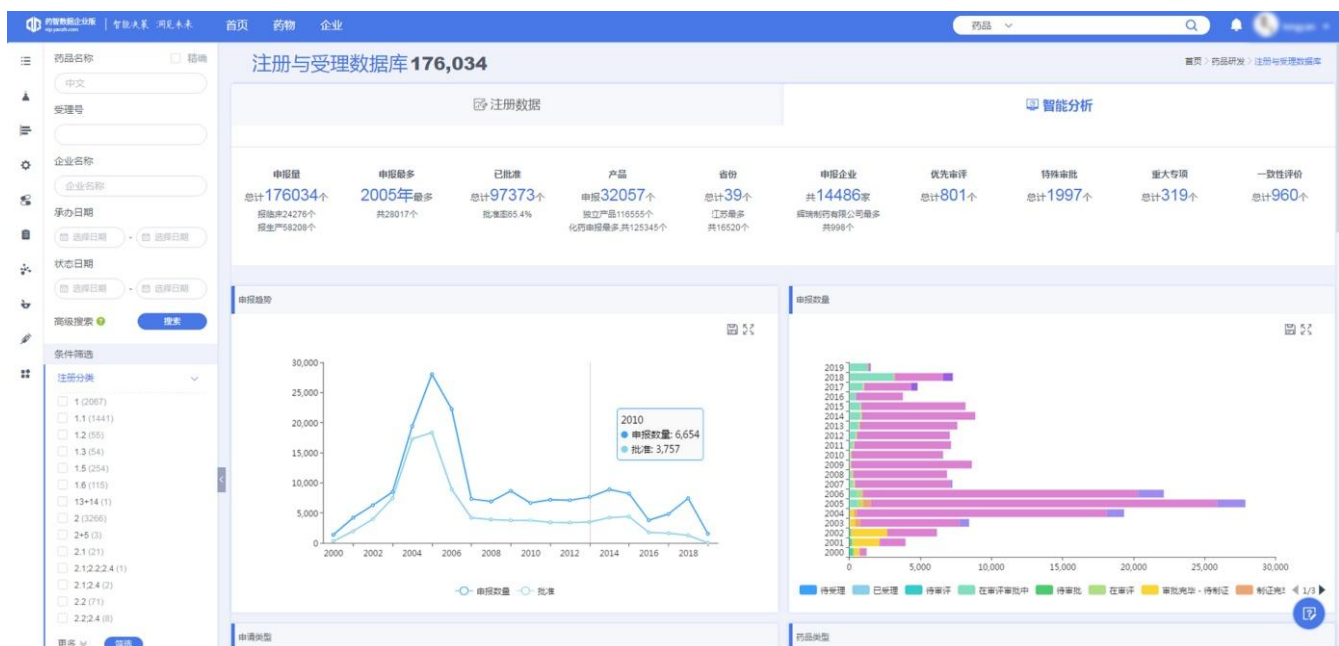 药智数据企业版
vip.yaozh.com
智能决策 洞见未来
首页
药物
企业
药品
药品名称
精确
中文
受理号
企业名称
企业名称
承办日期
选择日期 - 选择日期
状态日期
选择日期 - 选择日期
高级搜索
搜索
条件筛选
注册分类
1 (2067)
1.1 (1441)
1.2 (55)
1.3 (54)
1.5 (254)
1.6 (115)
13+14 (1)
2 (3266)
2+5 (3)
2.1 (21)
2.1;2.2;2.4 (1)
2.1;2.4 (2)
2.2 (71)
2.2;2.4 (8)
更多
筛选
注册与受理数据库176,034
首页 > 药品研发 > 注册与受理数据库
注册数据
智能分析
申报量
总计176034个
报临床24276个
报生产58208个
申报最多
2005年最多
共28017个
已批准
总计97373个
批准率65.4%
产品
申报32057个
独立产品116555个
化药申报最多,共125345个
省份
总计39个
江苏最多
共16520个
申报企业
共14486家
辉瑞制药有限公司最多
共998个
优先审评
总计801个
特殊审批
总计1997个
重大专项
总计319个
一致性评价
总计960个
申报趋势
30,000
25,000
20,000
15,000
10,000
5,000
0
2000 2002 2004 2006 2008 2010 2012 2014 2016 2018
2010
申报数量: 6,654
批准: 3,757
申报数量 批准
申报数量
2019
2018
2017
2016
2015
2014
2013
2012
2011
2010
2009
2008
2007
2006
2005
2004
2003
2002
2001
2000
0 5,000 10,000 15,000 20,000 25,000 30,000
待受理 已受理 待审评 在审评审批中 待审批 在审评 审批完毕 - 待制证 制证完 1/3
申请类型
药品类型